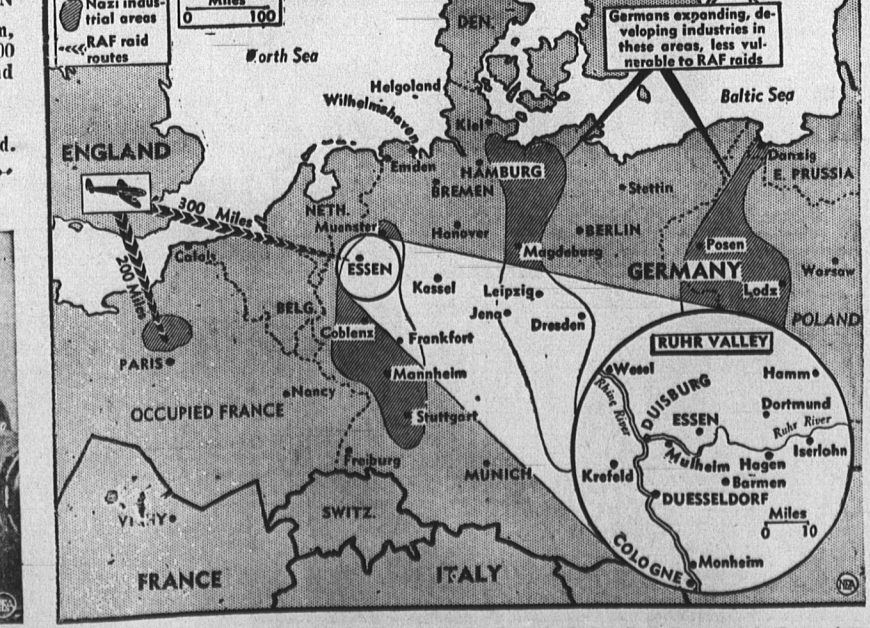 N
n,
00
nd
d.
Nazi indus-
trial areas
RAF raid
routes
Miles
0 100
North Sea
DEN.
Germans expanding, de-
veloping industries in
these areas, less vul-
nerable to RAF raids
Helgoland
Wilhelmshaven
Baltic Sea
Kiel
ENGLAND
Emden
HAMBURG
BREMEN
Danzig
E. PRUSSIA
Stettin
300 Miles
NETH.
Muenster
Hanover
BERLIN
Magdeburg
Posen
200 Miles
Calais
ESSEN
Kassel
Leipzig
GERMANY
Lodz
Warsaw
BELG.
Jena
Dresden
POLAND
Coblenz
Frankfort
PARIS
Mannheim
Nancy
OCCUPIED FRANCE
Stuttgart
Freiburg
MUNICH
VICHY
SWITZ.
FRANCE
ITALY
RUHR VALLEY
Wesel
Hamm
Rhine River
DUISBURG
Dortmund
ESSEN
Ruhr River
Mulheim
Hagen
Iserlohn
Krefeld
Barmen
DUESSELDORF
Miles
0 10
COLOGNE
Monheim
NEA
NEA